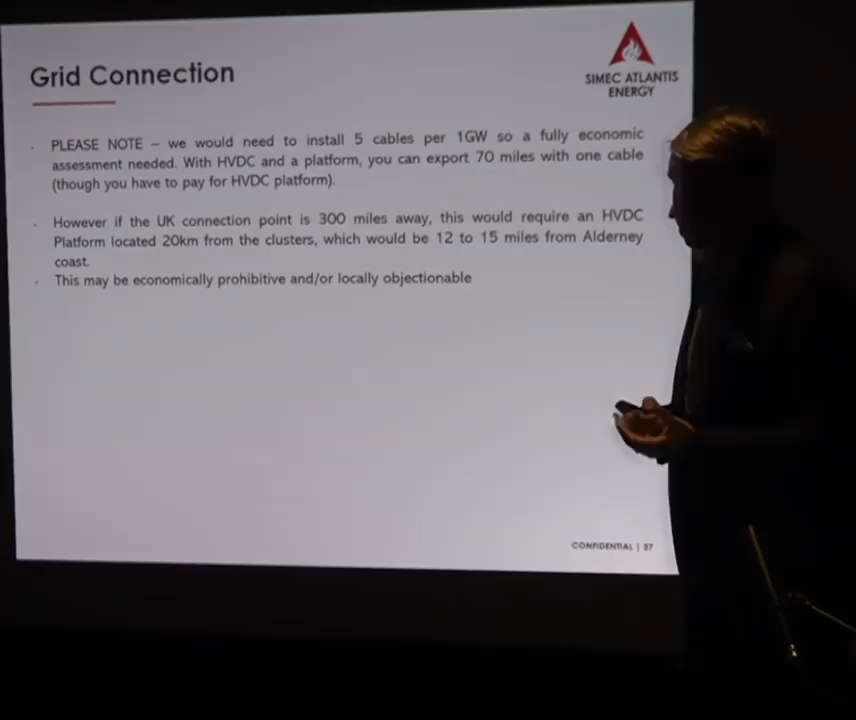 Grid Connection
SIMEC ATLANTIS
ENERGY
PLEASE NOTE – we would need to install 5 cables per 1GW so a fully economic
assessment needed. With HVDC and a platform, you can export 70 miles with one cable
(though you have to pay for HVDC platform).
However if the UK connection point is 300 miles away, this would require an HVDC
Platform located 20km from the clusters, which would be 12 to 15 miles from Alderney
coast.
This may be economically prohibitive and/or locally objectionable
CONFIDENTIAL | 37